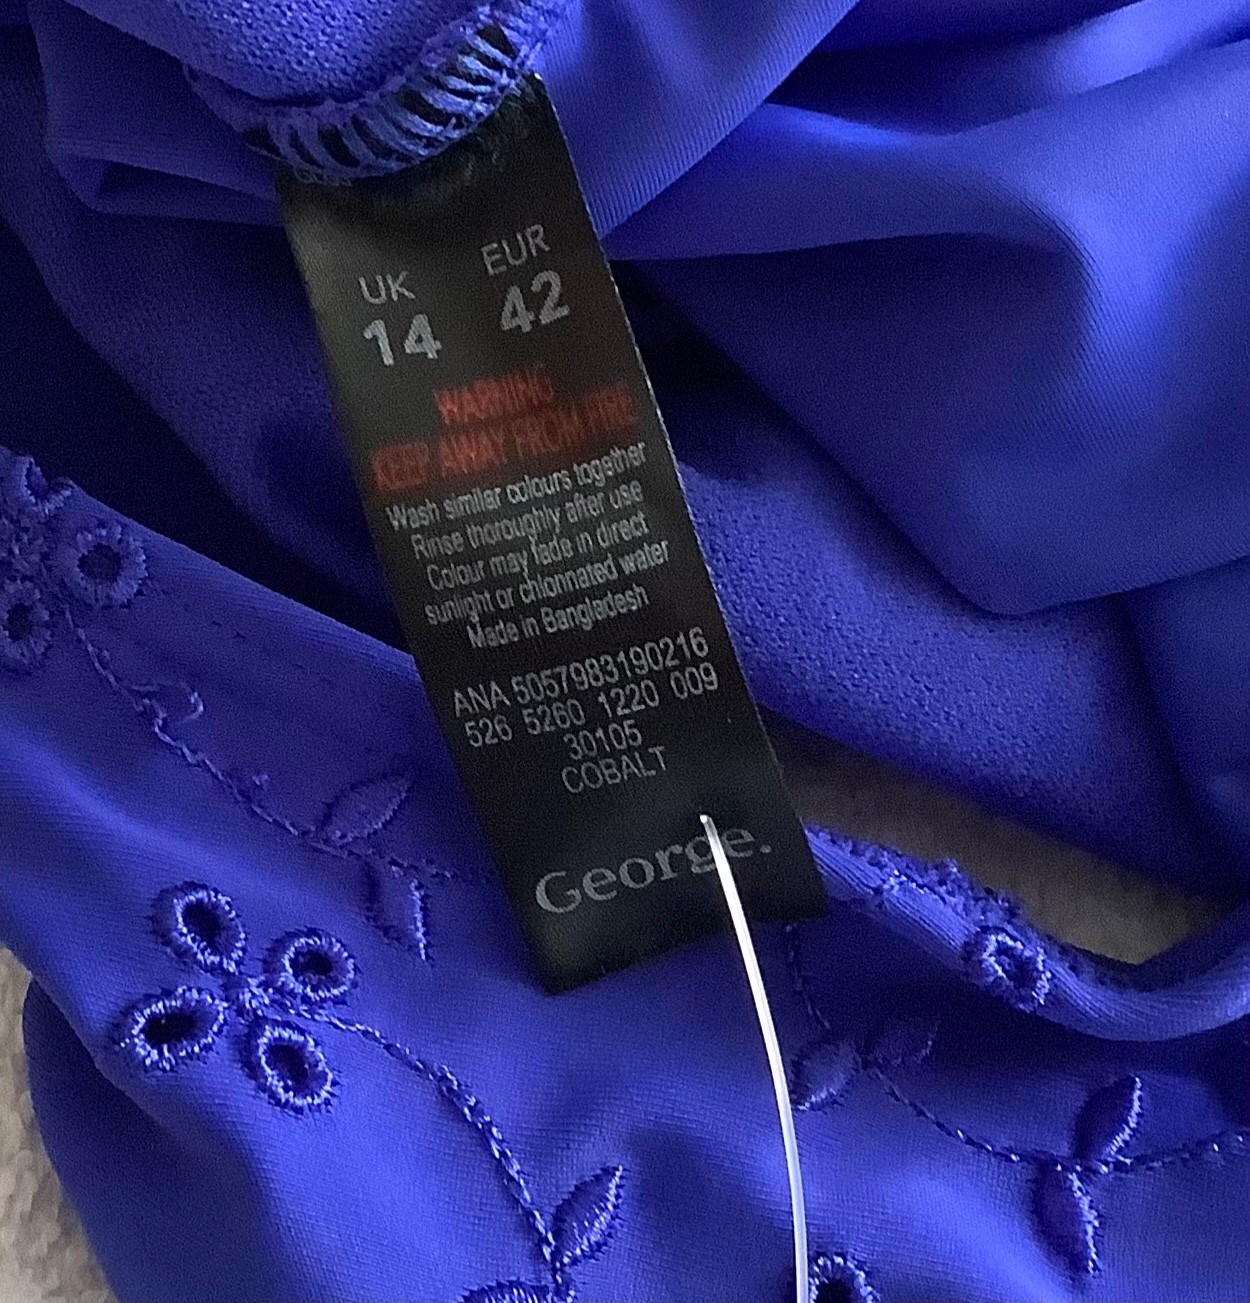 UK EUR
14 42
WARNING
KEEP AWAY FROM FIRE
Wash similar colours together
Rinse thoroughly after use
Colour may fade in direct
sunlight or chlorinated water
Made in Bangladesh
ANA 5057983190216
526 5260 1220 009
30105
COBALT
George.